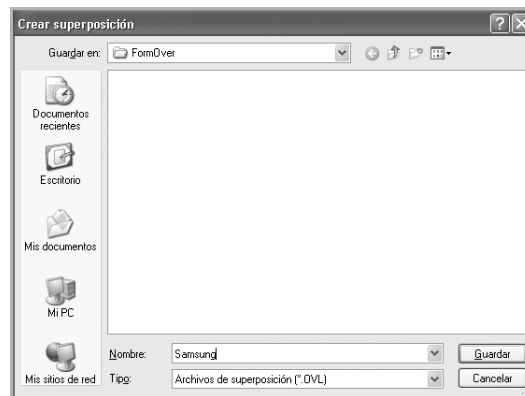 Crear superposición
Guardar en: FormOver
Documentos
recientes
Escritorio
Mis documentos
Mi PC
Mis sitios de red
Nombre: Samsung Guardar
Tipo: Archivos de superposición (*.OVL) Cancelar